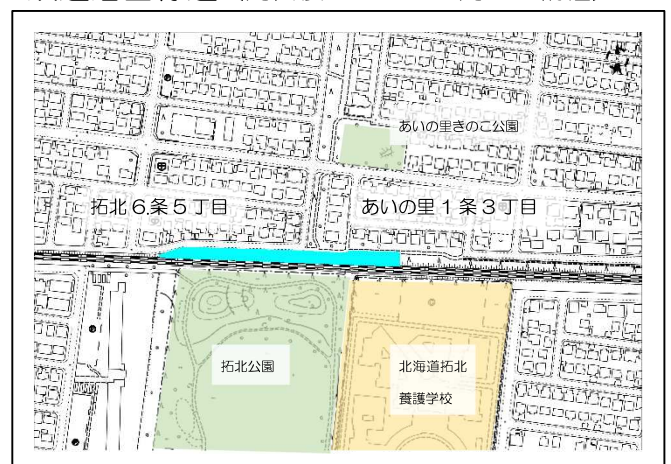 あいの里きのこ公園
拓北6条5丁目
あいの里1条3丁目
拓北公園
北海道拓北
養護学校